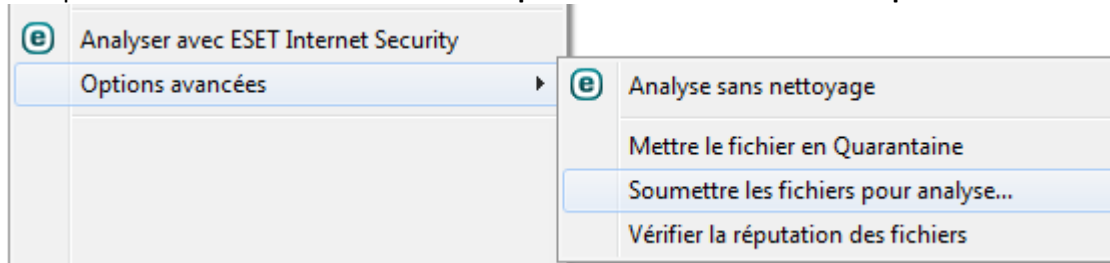 Analyser avec ESET Internet Security
Options avancées
Analyse sans nettoyage
Mettre le fichier en Quarantaine
Soumettre les fichiers pour analyse...
Vérifier la réputation des fichiers